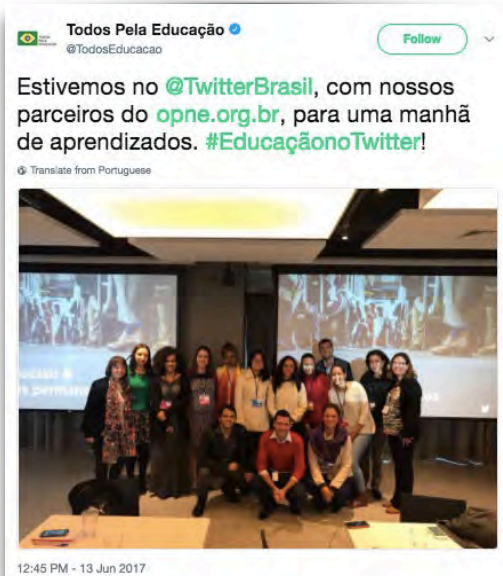 Todos Pela Educação
@TodosEducacao
Follow
Estivemos no @TwitterBrasil, com nossos
parceiros do opne.org.br, para uma manhã
de aprendizados. #EducaçãonoTwitter!
Translate from Portuguese
12:45 PM - 13 Jun 2017